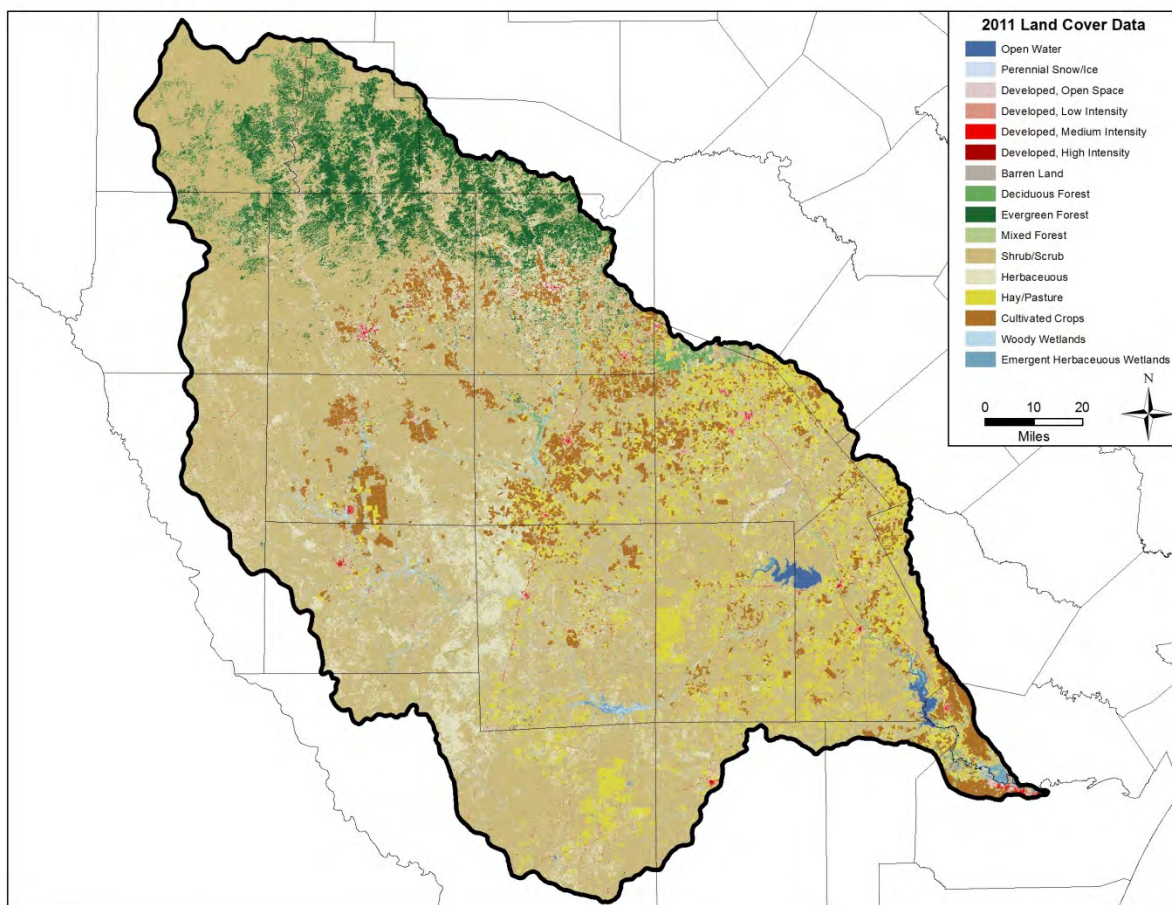 2011 Land Cover Data
Open Water
Perennial Snow/Ice
Developed, Open Space
Developed, Low Intensity
Developed, Medium Intensity
Developed, High Intensity
Barren Land
Deciduous Forest
Evergreen Forest
Mixed Forest
Shrub/Scrub
Herbaceuous
Hay/Pasture
Cultivated Crops
Woody Wetlands
Emergent Herbaceuous Wetlands
N
0 10 20
Miles